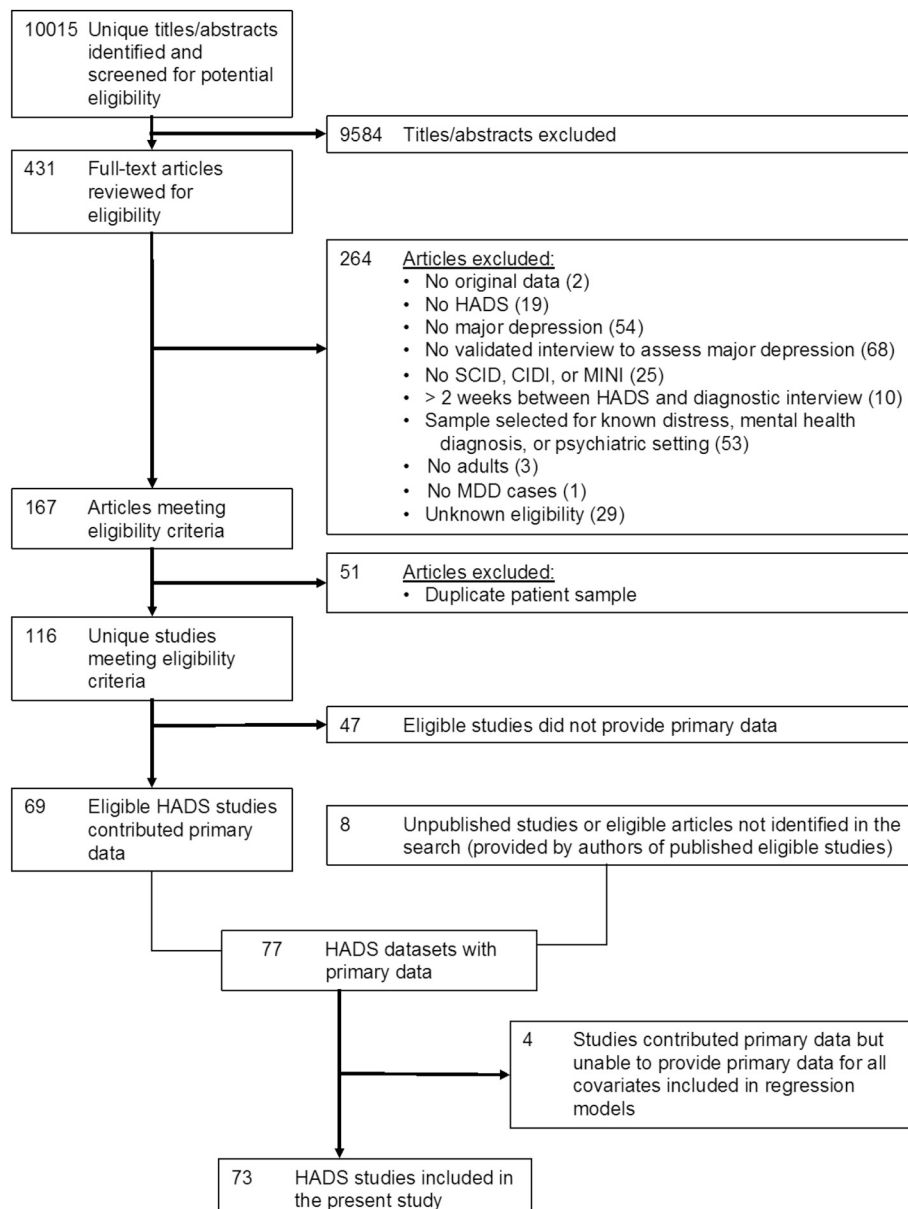 10015 Unique titles/abstracts
identified and
screened for potential
eligibility
9584 Titles/abstracts excluded
431 Full-text articles
reviewed for
eligibility
264 Articles excluded:
• No original data (2)
• No HADS (19)
• No major depression (54)
• No validated interview to assess major depression (68)
• No SCID, CIDI, or MINI (25)
• > 2 weeks between HADS and diagnostic interview (10)
• Sample selected for known distress, mental health
diagnosis, or psychiatric setting (53)
• No adults (3)
• No MDD cases (1)
• Unknown eligibility (29)
167 Articles meeting
eligibility criteria
51 Articles excluded:
• Duplicate patient sample
116 Unique studies
meeting eligibility
criteria
47 Eligible studies did not provide primary data
69 Eligible HADS studies
contributed primary
data
8 Unpublished studies or eligible articles not identified in the
search (provided by authors of published eligible studies)
77 HADS datasets with
primary data
4 Studies contributed primary data but
unable to provide primary data for all
covariates included in regression
models
73 HADS studies included in
the present study